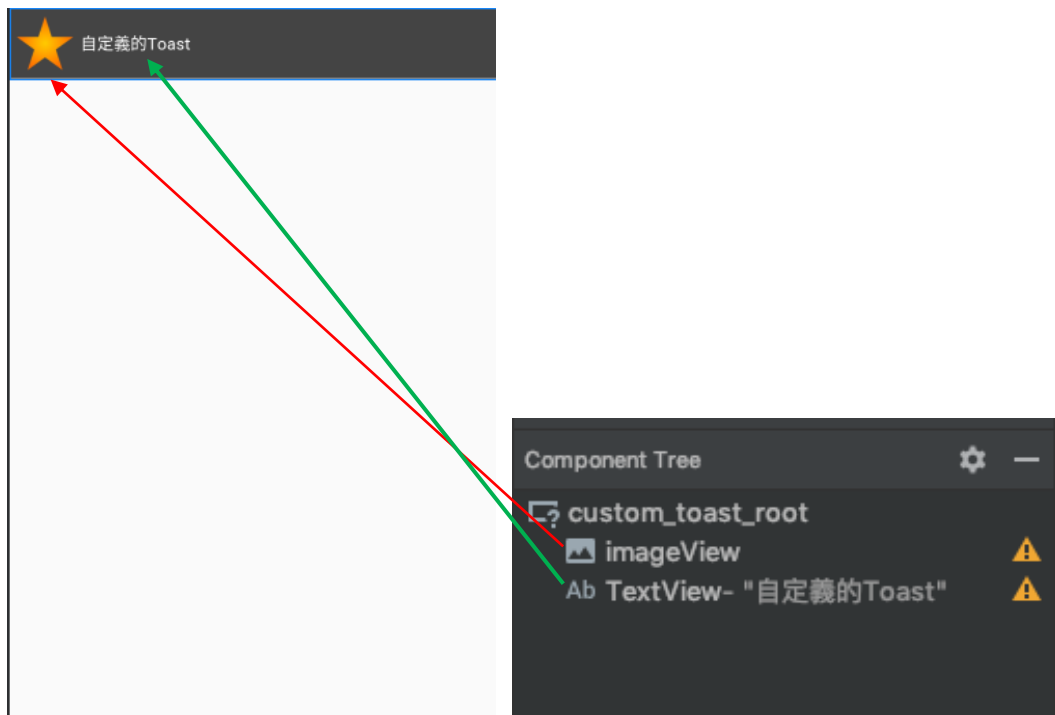 自定義的Toast
Component Tree
custom_toast_root
imageView
Ab TextView- "自定義的Toast"